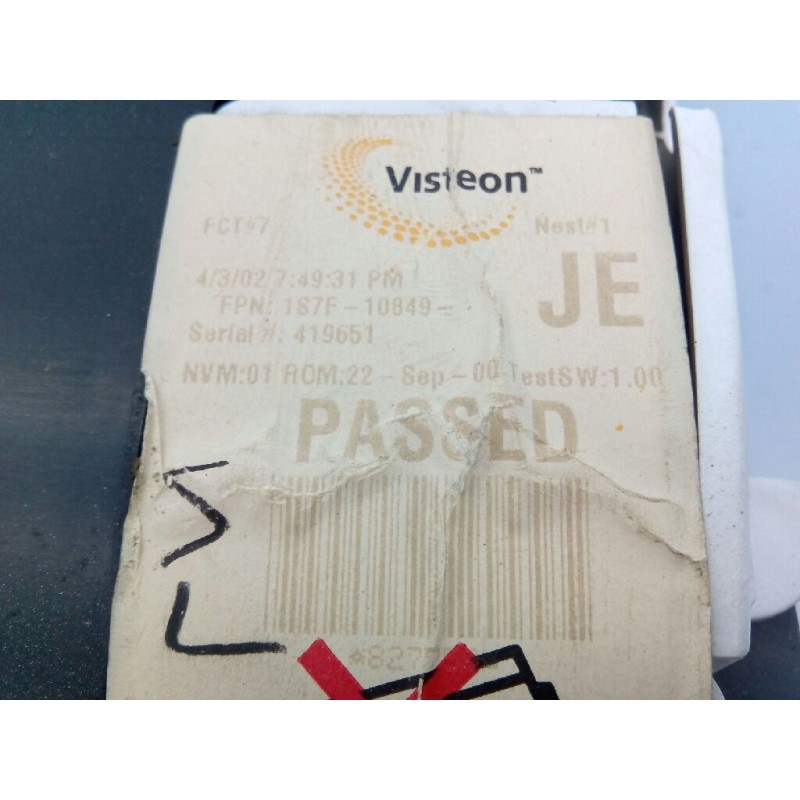 Visteon™
FCT#7 Nest#1
4/3/02 7:49:31 PM JE
FPN: 1S7F-10849-
Serial #: 419651
NVM:01 ROM:22-Sep-00 TestSW:1.00
PASSED